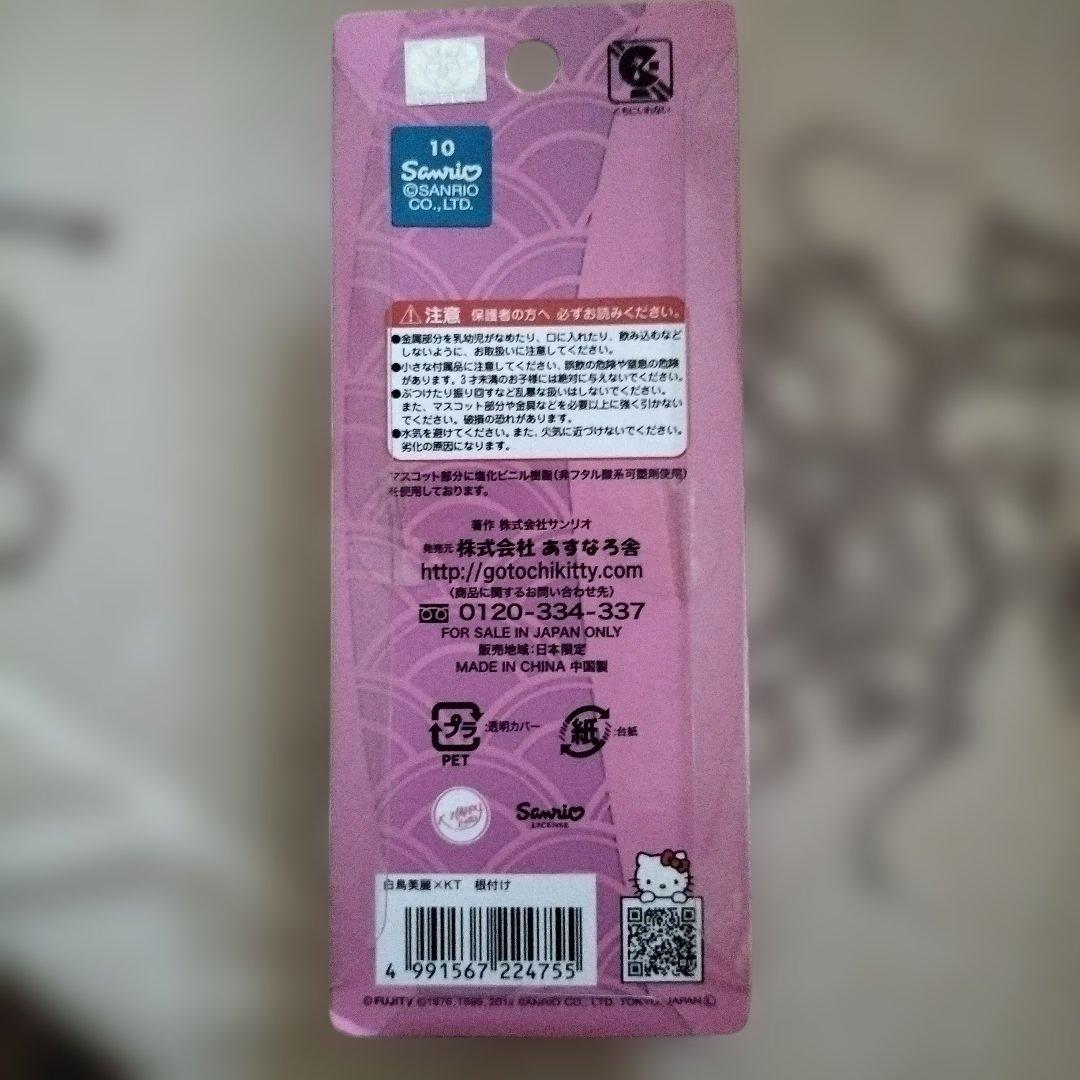 くちにいれない
10
Sanrio
©SANRIO
CO.,LTD.
注意 保護者の方へ 必ずお読みください。
●金属部分を乳幼児がなめたり、口に入れたり、飲み込むなど
しないように、お取扱いに注意してください。
●小さな付属品に注意してください、誤飲の危険や窒息の危険
があります。3才未満のお子様には絶対に与えないでください。
●ぶつけたり振り回すなど乱暴な扱いはしないでください。
また、マスコット部分や金具などを必要以上に強く引かない
でください。破損の恐れがあります。
●水気を避けてください。また、火気に近づけないでください。
劣化の原因になります。
マスコット部分に塩化ビニル樹脂(非フタル酸系可塑剤使用)
を使用しております。
著作 株式会社サンリオ
発売元 株式会社 あすなろ舎
http://gotochikitty.com
〈商品に関するお問い合わせ先〉
0120-334-337
FOR SALE IN JAPAN ONLY
販売地域:日本限定
MADE IN CHINA 中国製
プラ :透明カバー
PET
紙 :台紙
Sanrio
LICENSE
白鳥美麗×KT 根付け
4 991567 224755
©FUJITV ©1976, 1999, SANRIO CO., LTD. TOKYO, JAPAN Ⓛ